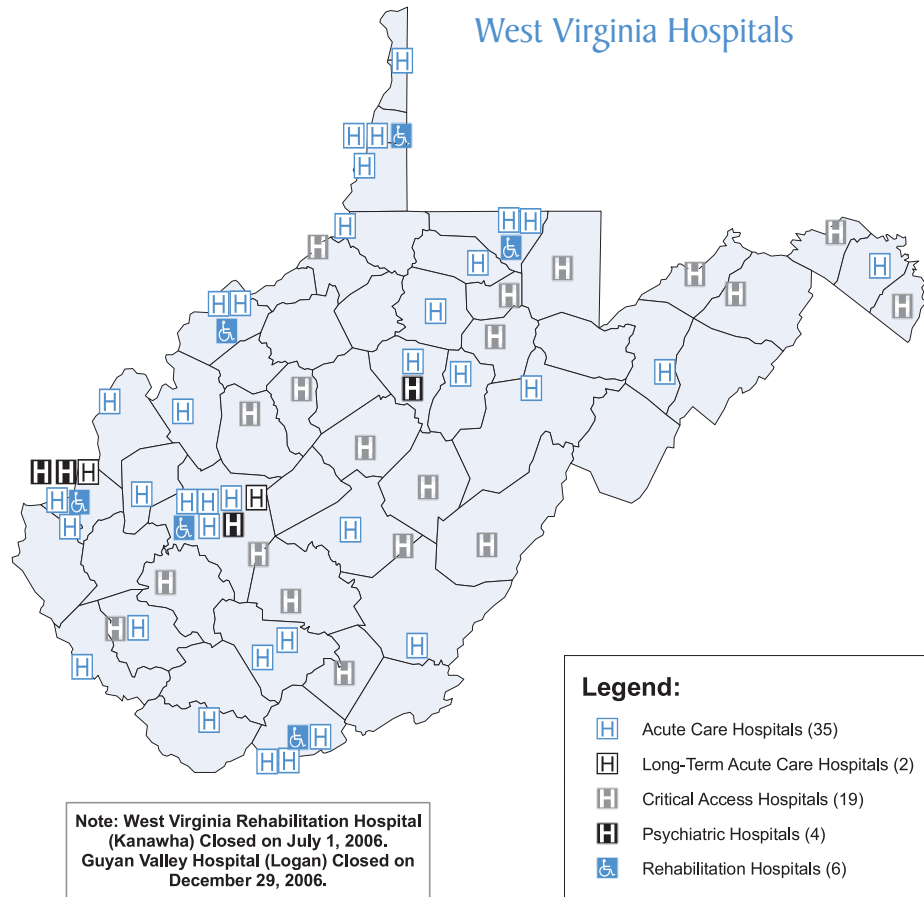 West Virginia Hospitals
Legend:
H Acute Care Hospitals (35)
H Long-Term Acute Care Hospitals (2)
H Critical Access Hospitals (19)
H Psychiatric Hospitals (4)
Rehabilitation Hospitals (6)
Note: West Virginia Rehabilitation Hospital
(Kanawha) Closed on July 1, 2006.
Guyan Valley Hospital (Logan) Closed on
December 29, 2006.